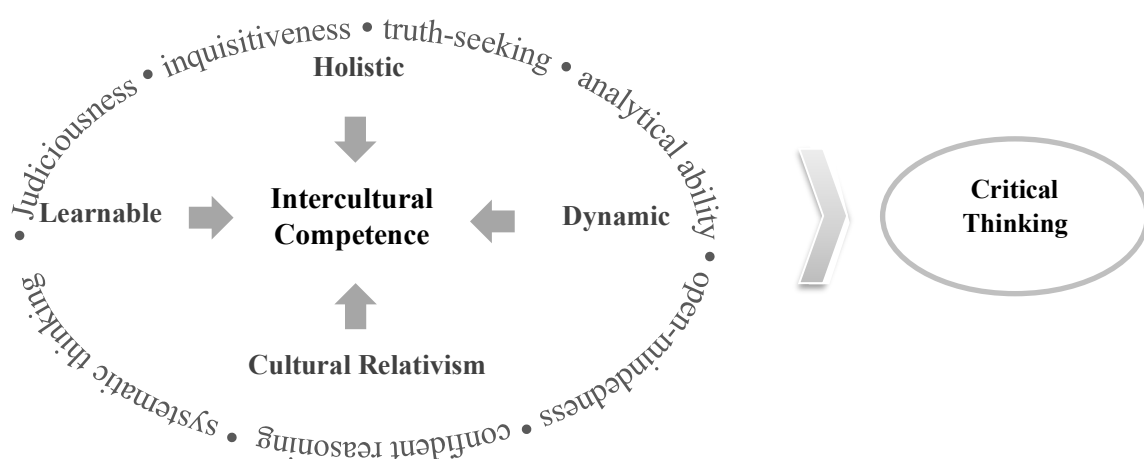 • Judiciousness • inquisitiveness • truth-seeking • analytical ability • open-mindedness • confident reasoning • systematic thinking
Holistic
Learnable
Intercultural
Competence
Dynamic
Cultural Relativism
Critical
Thinking